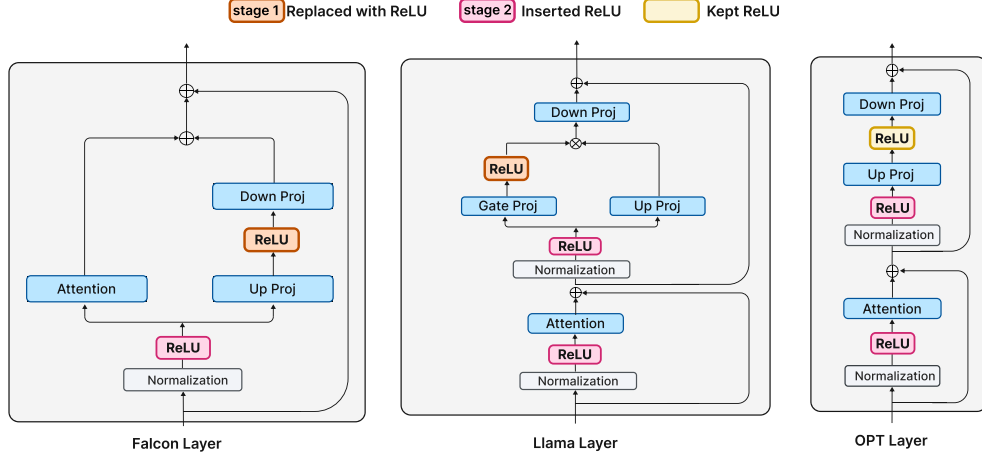 stage 1 Replaced with ReLU stage 2 Inserted ReLU Kept ReLU
Down Proj
ReLU
Attention
Up Proj
ReLU
Normalization
Falcon Layer
Down Proj
ReLU
Gate Proj
Up Proj
ReLU
Normalization
Attention
ReLU
Normalization
Llama Layer
Down Proj
ReLU
Up Proj
ReLU
Normalization
Attention
ReLU
Normalization
OPT Layer